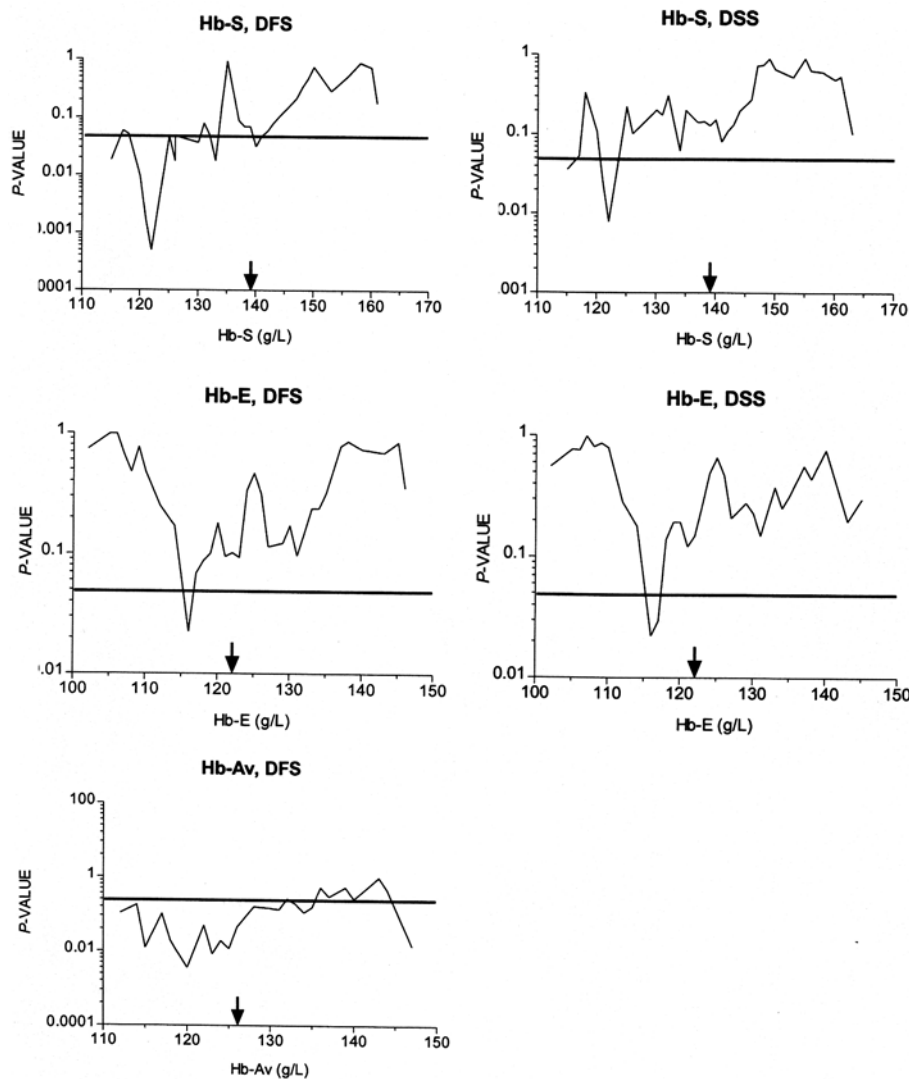 Hb-S, DFS
1
0.1
0.01
0.001
.0001
P-VALUE
110 120 130 140 150 160 170
Hb-S (g/L)
Hb-S, DSS
1
0.1
0.01
.001
P-VALUE
110 120 130 140 150 160 170
Hb-S (g/L)
Hb-E, DFS
1
0.1
0.01
P-VALUE
100 110 120 130 140 150
Hb-E (g/L)
Hb-E, DSS
1
0.1
0.01
P-VALUE
100 110 120 130 140 150
Hb-E (g/L)
Hb-Av, DFS
100
1
0.01
0.0001
P-VALUE
110 120 130 140 150
Hb-Av (g/L)